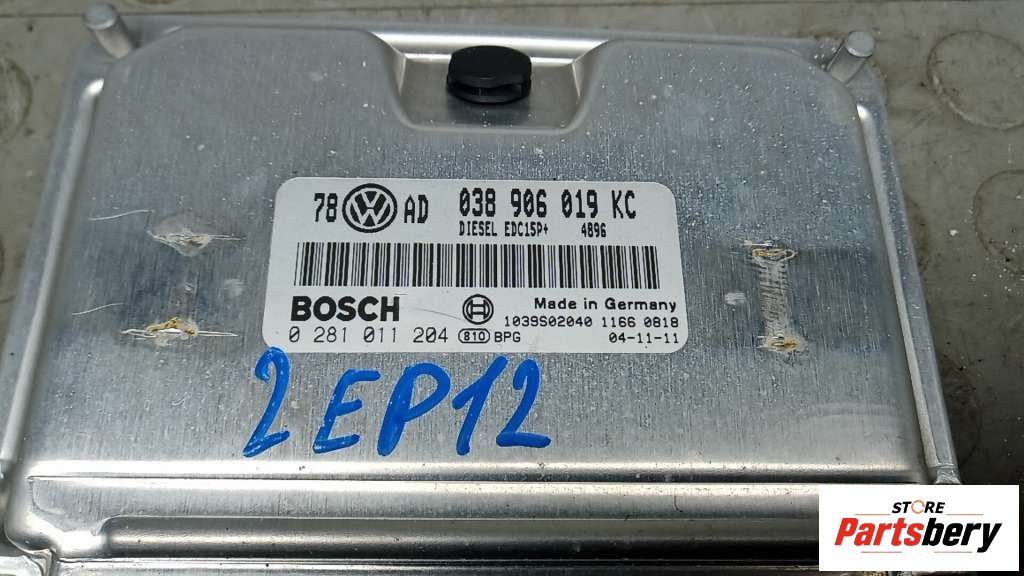 78 VW AD 038 906 019 KC
DIESEL EDC15P+ 4896
BOSCH
Made in Germany
1039S02040 1166 0818
0 281 011 204 810 BPG 04-11-11
2EP12
STORE
Partsbery